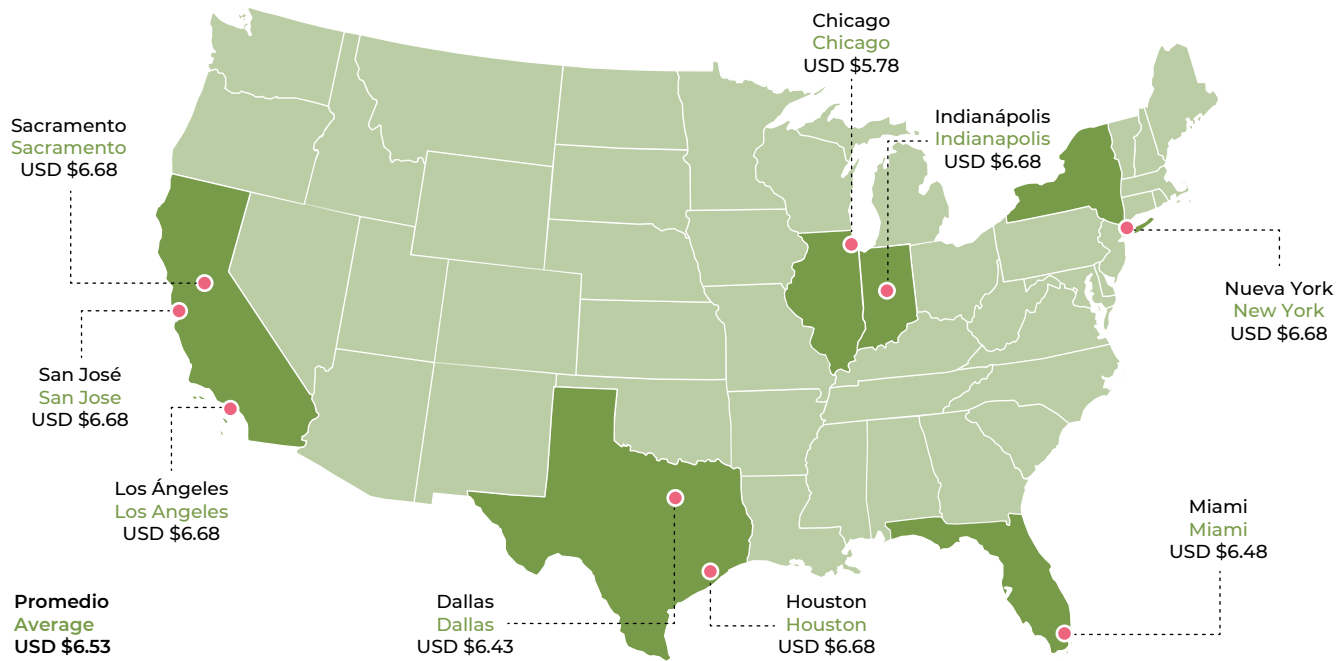 Chicago
Chicago
USD $5.78
Indianápolis
Indianapolis
USD $6.68
Sacramento
Sacramento
USD $6.68
Nueva York
New York
USD $6.68
San José
San Jose
USD $6.68
Los Ángeles
Los Angeles
USD $6.68
Miami
Miami
USD $6.48
Promedio
Average
USD $6.53
Dallas
Dallas
USD $6.43
Houston
Houston
USD $6.68